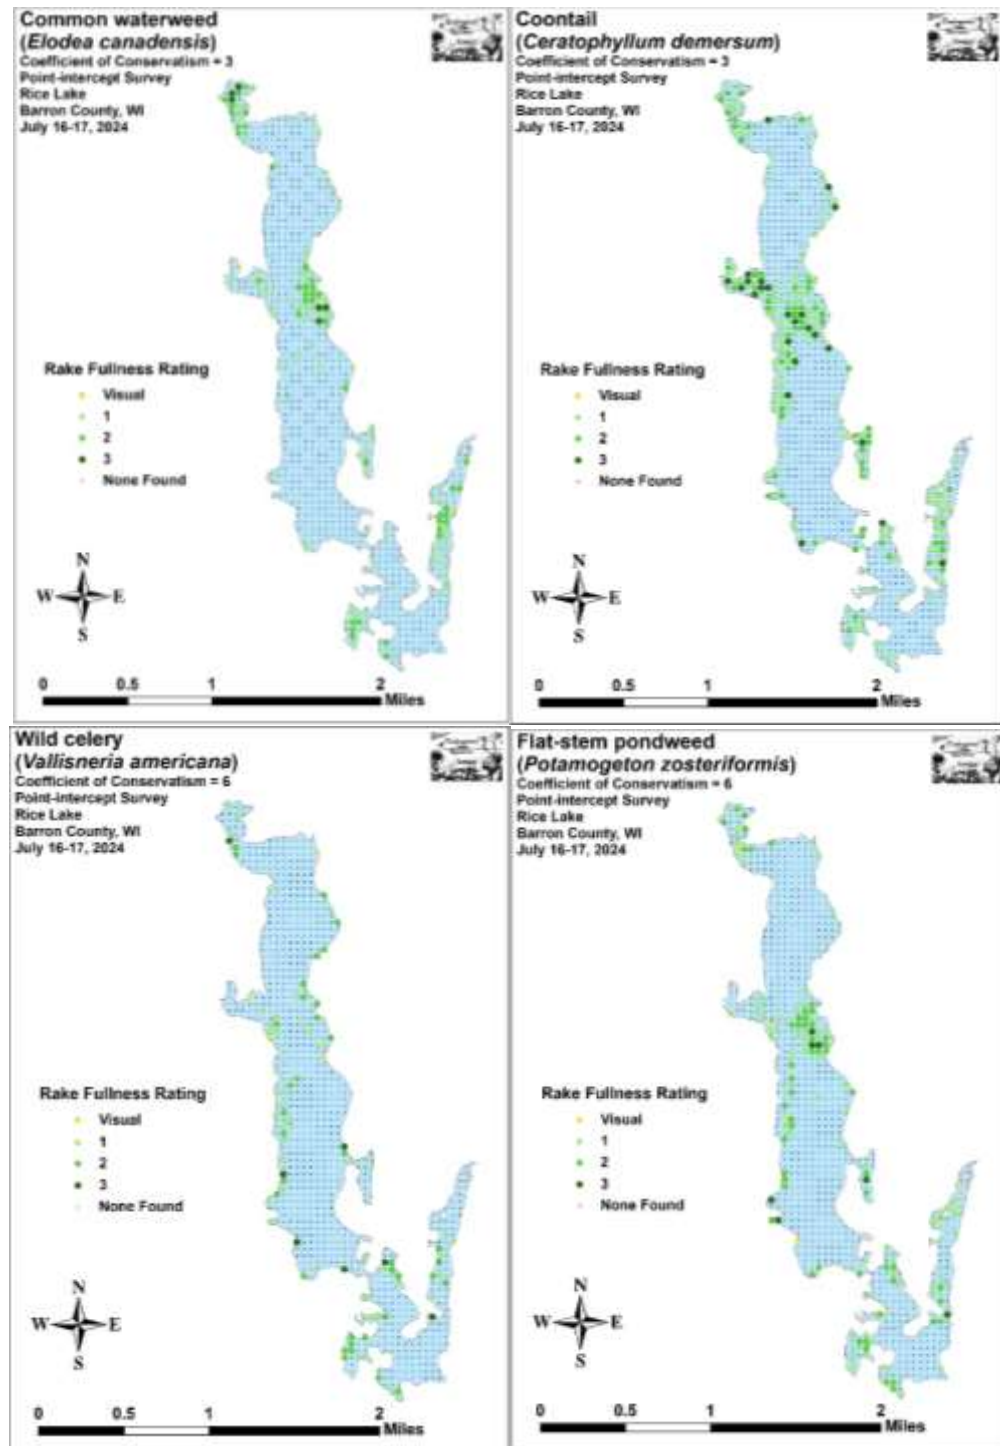 Common waterweed
(Elodea canadensis)
Coefficient of Conservatism = 3
Point-intercept Survey
Rice Lake
Barron County, WI
July 16-17, 2024
Rake Fullness Rating
Visual
1
2
3
None Found
N
W E
S
0 0.5 1 2
Miles
Coontail
(Ceratophyllum demersum)
Coefficient of Conservatism = 3
Point-intercept Survey
Rice Lake
Barron County, WI
July 16-17, 2024
Rake Fullness Rating
Visual
1
2
3
None Found
N
W E
S
0 0.5 1 2
Miles
Wild celery
(Vallisneria americana)
Coefficient of Conservatism = 6
Point-intercept Survey
Rice Lake
Barron County, WI
July 16-17, 2024
Rake Fullness Rating
Visual
1
2
3
None Found
N
W E
S
0 0.5 1 2
Miles
Flat-stem pondweed
(Potamogeton zosteriformis)
Coefficient of Conservatism = 6
Point-intercept Survey
Rice Lake
Barron County, WI
July 16-17, 2024
Rake Fullness Rating
Visual
1
2
3
None Found
N
W E
S
0 0.5 1 2
Miles